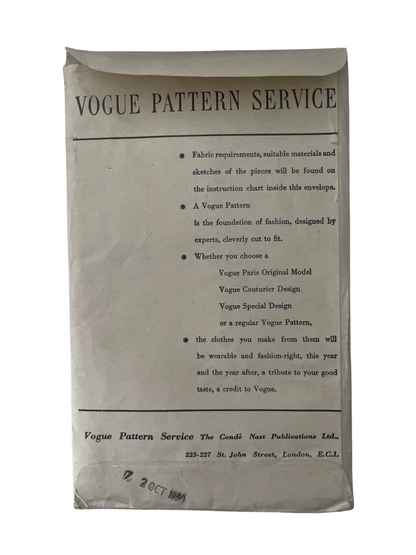 VOGUE PATTERN SERVICE
Fabric requirements, suitable materials and
sketches of the pieces will be found on
the instruction chart inside this envelope.
A Vogue Pattern
is the foundation of fashion, designed by
experts, cleverly cut to fit.
Whether you choose a
Vogue Paris Original Model
Vogue Couturier Design
Vogue Special Design
or a regular Vogue Pattern,
the clothes you make from them will
be wearable and fashion-right, this year
and the year after, a tribute to your good
taste, a credit to Vogue.
Vogue Pattern Service The Condé Nast Publications Ltd.,
223-227 St. John Street, London, E.C.1.
2 OCT